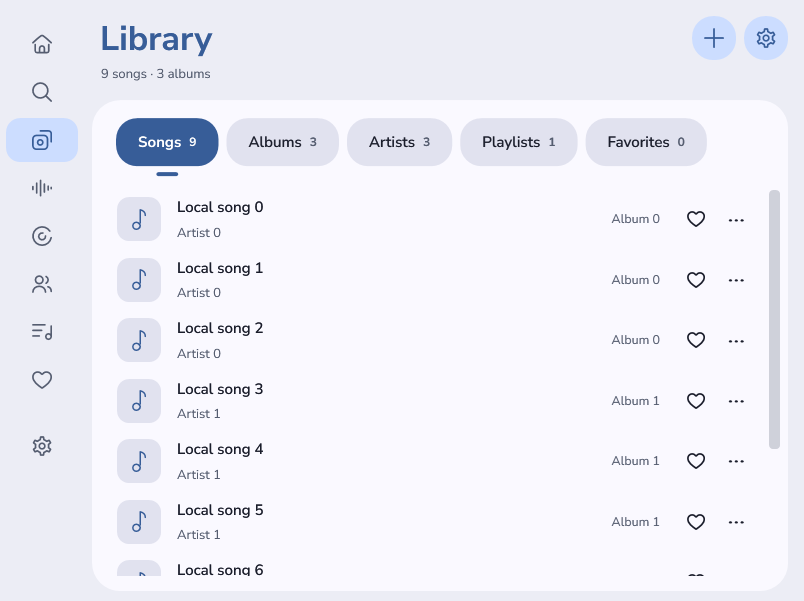 Library
9 songs · 3 albums
Songs 9
Albums 3
Artists 3
Playlists 1
Favorites 0
Local song 0
Artist 0
Album 0
Local song 1
Artist 0
Album 0
Local song 2
Artist 0
Album 0
Local song 3
Artist 1
Album 1
Local song 4
Artist 1
Album 1
Local song 5
Artist 1
Album 1
Local song 6